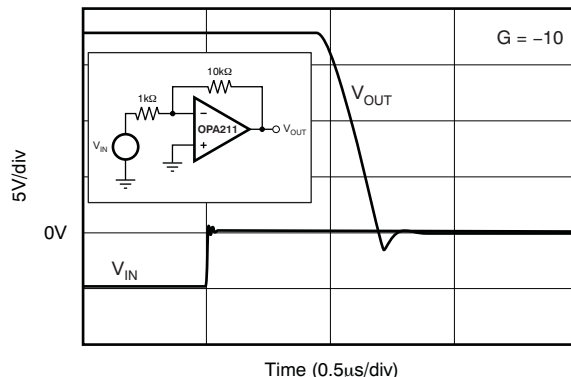 G = −10
10kΩ
1kΩ
−
OPA211
+
V_OUT
V_IN
V_OUT
5V/div
0V
V_IN
Time (0.5μs/div)